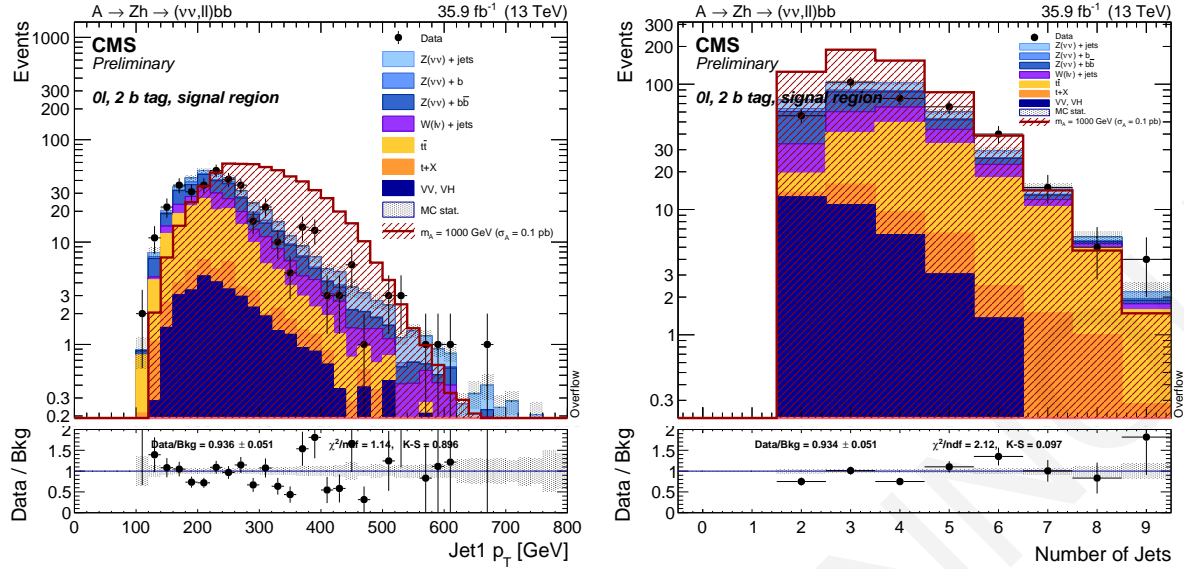 A → Zh → (νν,ll)bb 35.9 fb⁻¹ (13 TeV)
Events
1000
200
100
30
20
10
3
2
1
0.3
0.2
CMS
Preliminary
0l, 2 b tag, signal region
Data
Z(νν) + jets
Z(νν) + b
Z(νν) + bb̄
W(lν) + jets
tt̄
t+X
VV, VH
MC stat.
m_A = 1000 GeV (σ_A = 0.1 pb)
Overflow
Data / Bkg
2
1.5
1
0.5
0
Data/Bkg = 0.936 ± 0.051 χ²/ndf = 1.14, K-S = 0.896
0 100 200 300 400 500 600 700 800
Jet1 p_T [GeV]
A → Zh → (νν,ll)bb 35.9 fb⁻¹ (13 TeV)
Events
300
200
100
30
20
10
3
2
1
0.3
CMS
Preliminary
0l, 2 b tag, signal region
Data
Z(νν) + jets
Z(νν) + b
Z(νν) + bb̄
W(lν) + jets
tt̄
t+X
VV, VH
MC stat.
m_A = 1000 GeV (σ_A = 0.1 pb)
Overflow
Data / Bkg
2
1.5
1
0.5
0
Data/Bkg = 0.934 ± 0.051 χ²/ndf = 2.12, K-S = 0.097
0 1 2 3 4 5 6 7 8 9
Number of Jets